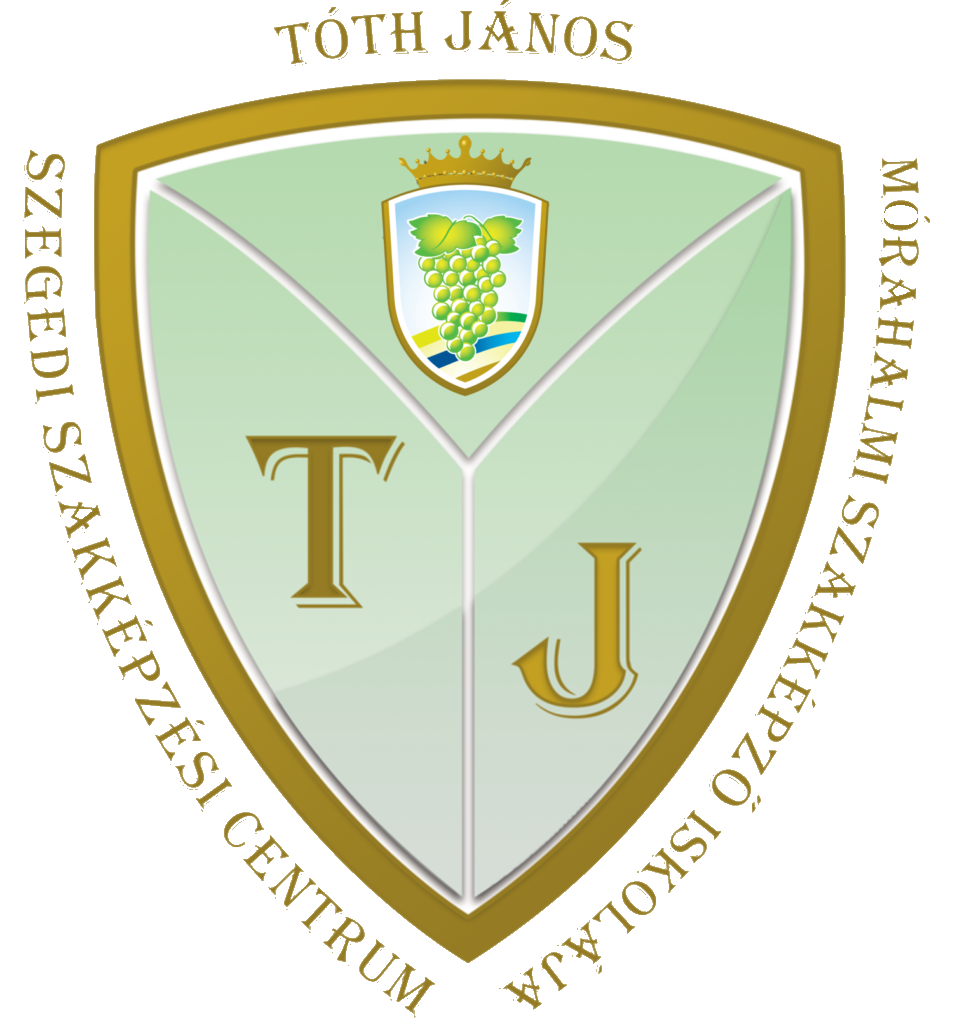 TÓTH JÁNOS
SZEGEDI SZAKKÉPZÉSI CENTRUM
MÓRAHALMI SZAKKÉPZŐ ISKOLÁJA
T
J